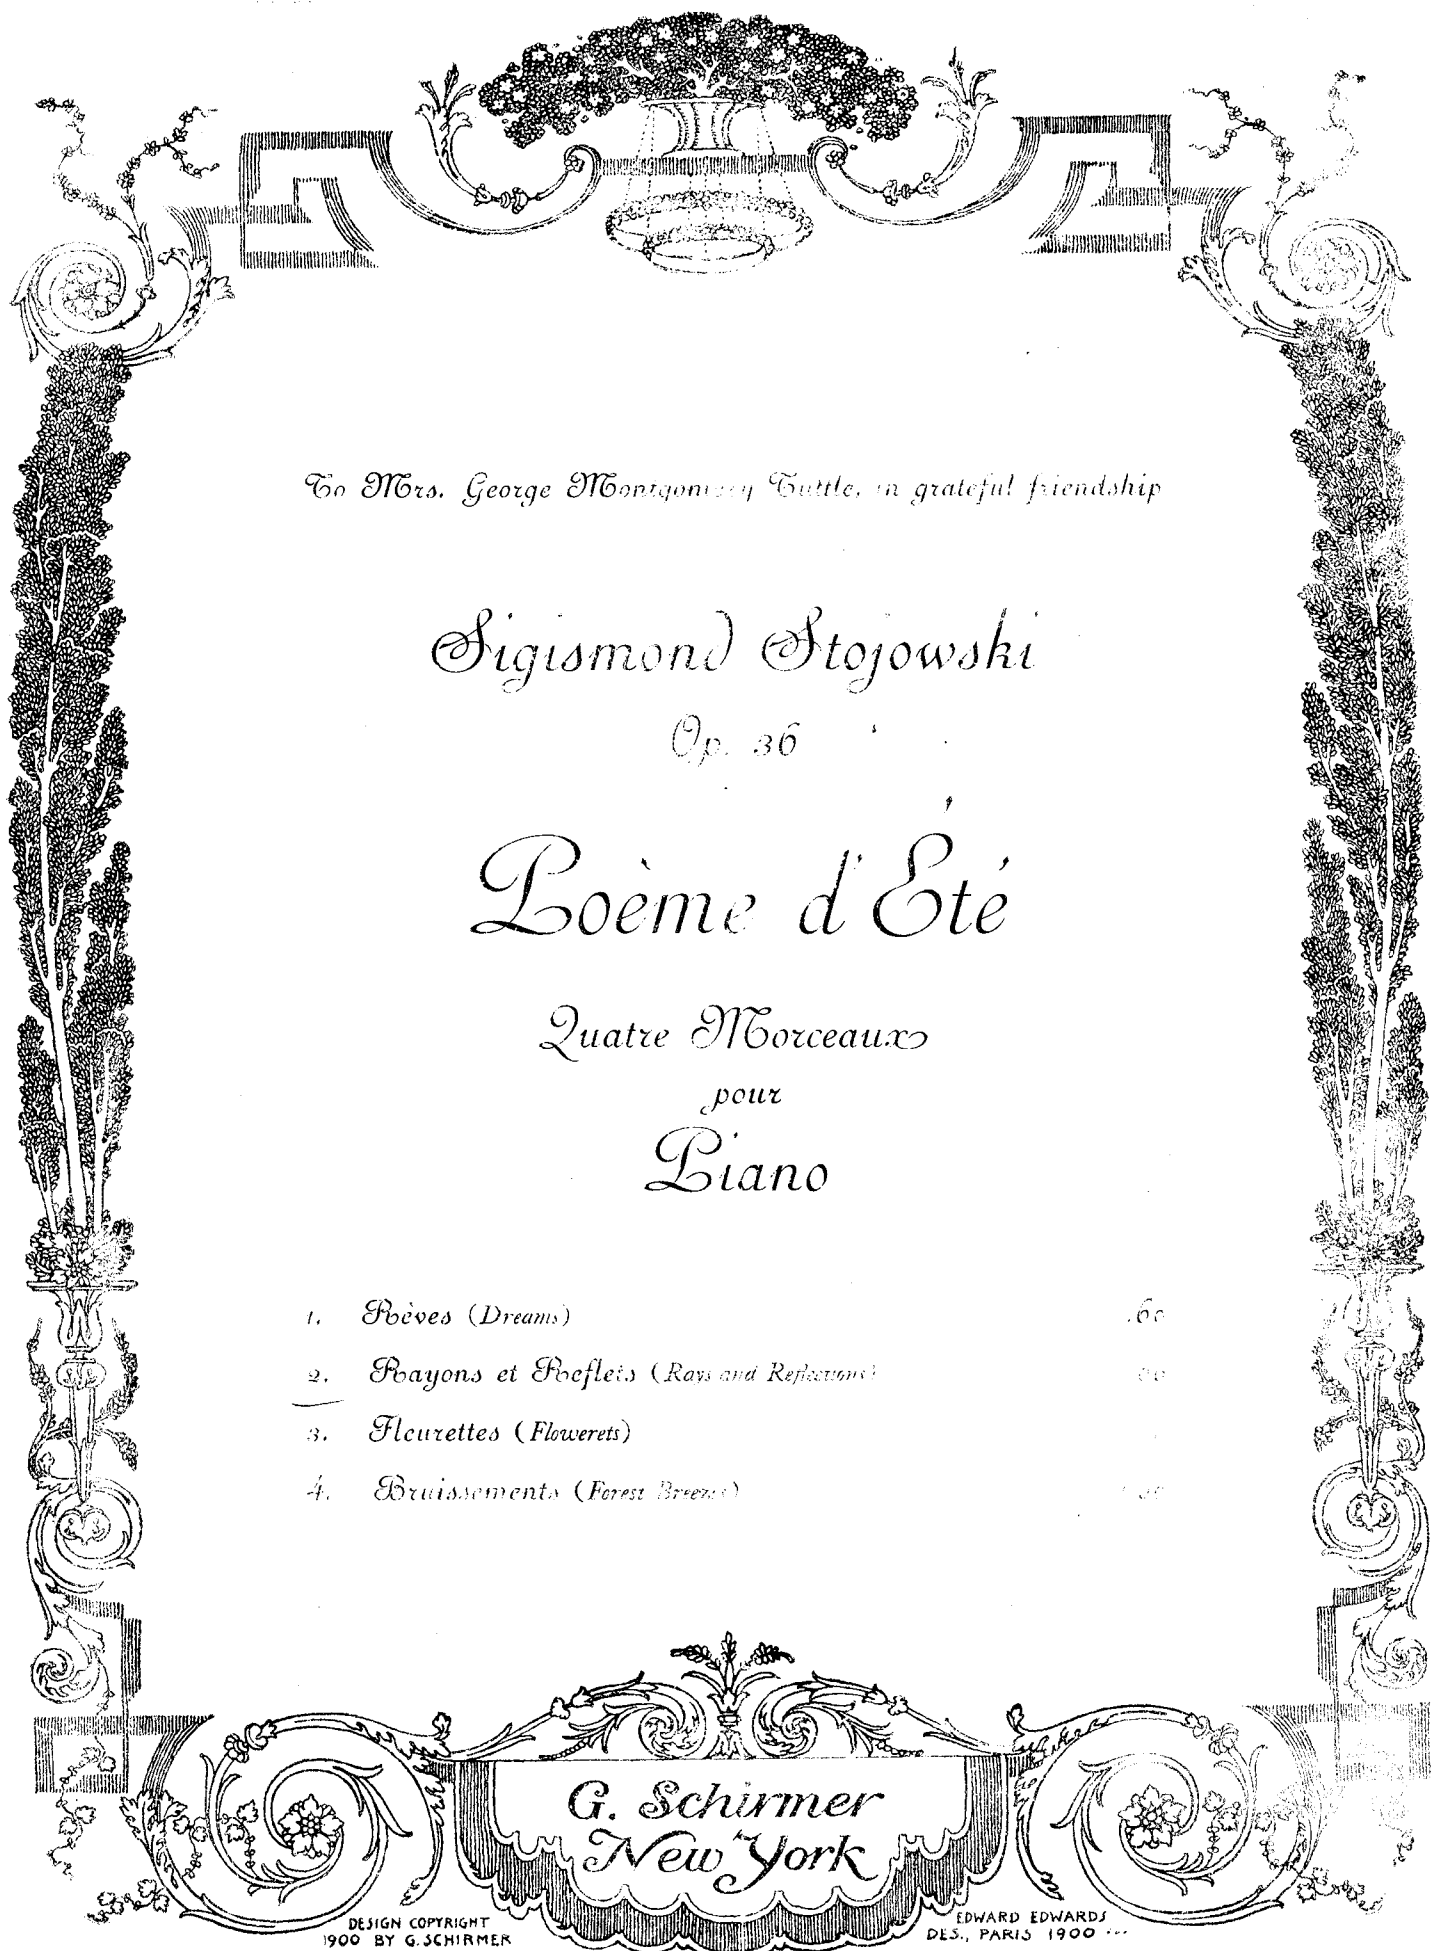 To Mrs. George Montgomery Tuttle, in grateful friendship
Sigismond Stojowski
Op. 36
Poème d'Été
Quatre Morceaux
pour
Piano
1. Rêves (Dreams) .60
2. Rayons et Reflets (Rays and Reflections)
3. Fleurettes (Flowerets)
4. Bruissements (Forest Breezes)
G. Schirmer
New York
DESIGN COPYRIGHT
1900 BY G. SCHIRMER
EDWARD EDWARDS
DES., PARIS 1900